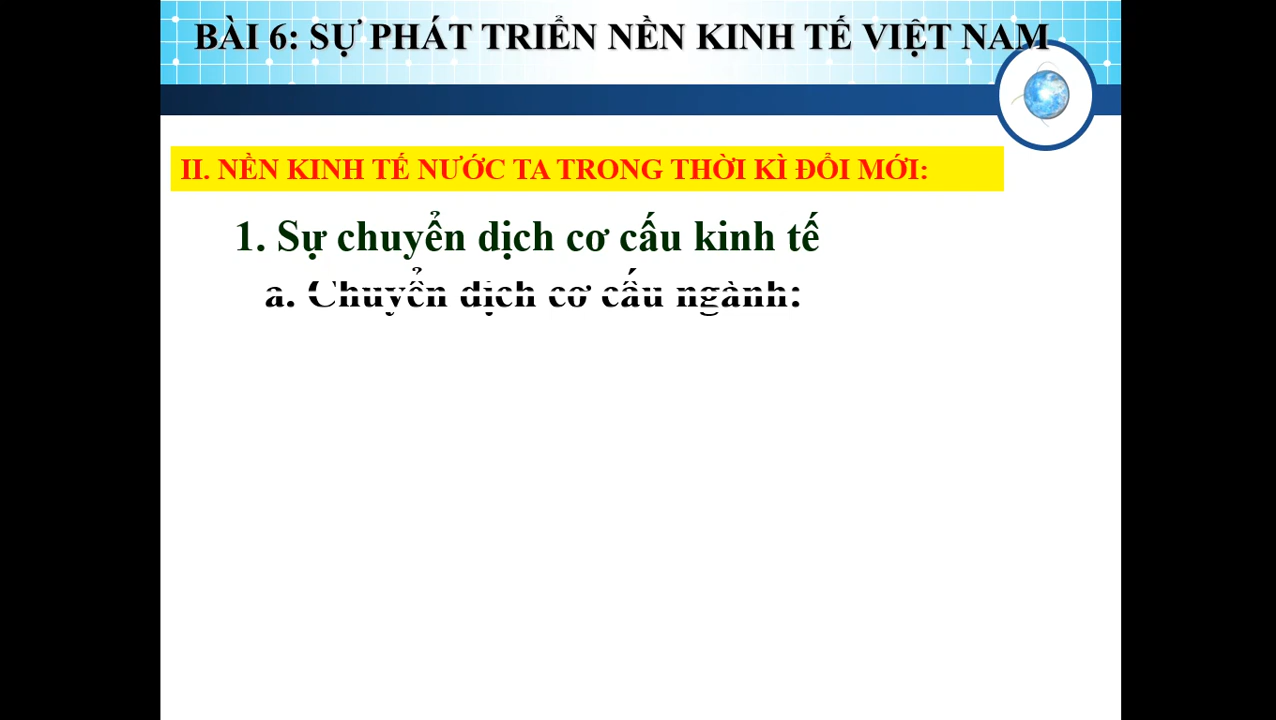 BÀI 6: SỰ PHÁT TRIỂN NỀN KINH TẾ VIỆT NAM
II. NỀN KINH TẾ NƯỚC TA TRONG THỜI KÌ ĐỔI MỚI:
1. Sự chuyển dịch cơ cấu kinh tế
a. Chuyển dịch cơ cấu ngành: